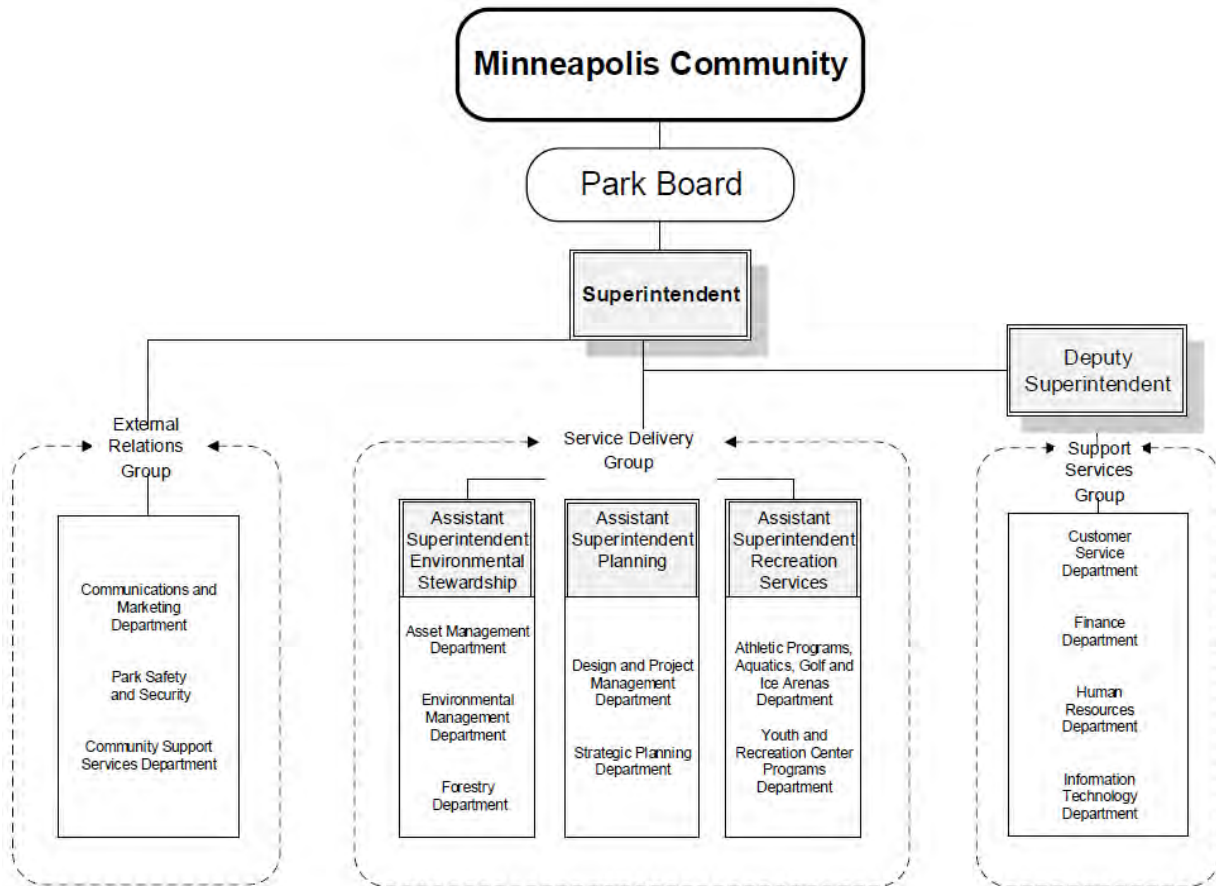 Minneapolis Community
Park Board
Superintendent
Deputy
Superintendent
External
Relations
Group
Communications and
Marketing
Department
Park Safety
and Security
Community Support
Services Department
Service Delivery
Group
Assistant
Superintendent
Environmental
Stewardship
Asset Management
Department
Environmental
Management
Department
Forestry
Department
Assistant
Superintendent
Planning
Design and Project
Management
Department
Strategic Planning
Department
Assistant
Superintendent
Recreation
Services
Athletic Programs,
Aquatics, Golf and
Ice Arenas
Department
Youth and
Recreation Center
Programs
Department
Support
Services
Group
Customer
Service
Department
Finance
Department
Human
Resources
Department
Information
Technology
Department